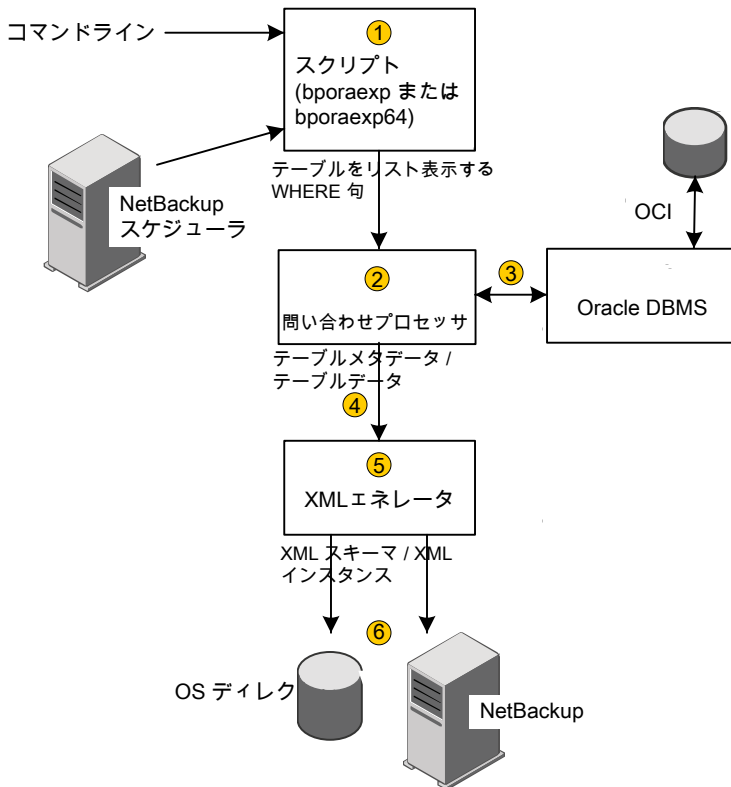 コマンドライン
1
スクリプト
(bporaexp または
bporaexp64)
NetBackup
スケジューラ
テーブルをリスト表示する
WHERE 句
OCI
2
問い合わせプロセッサ
3
Oracle DBMS
テーブルメタデータ /
テーブルデータ
4
5
XMLエネレータ
XML スキーマ / XML
インスタンス
6
OS ディレク
NetBackup